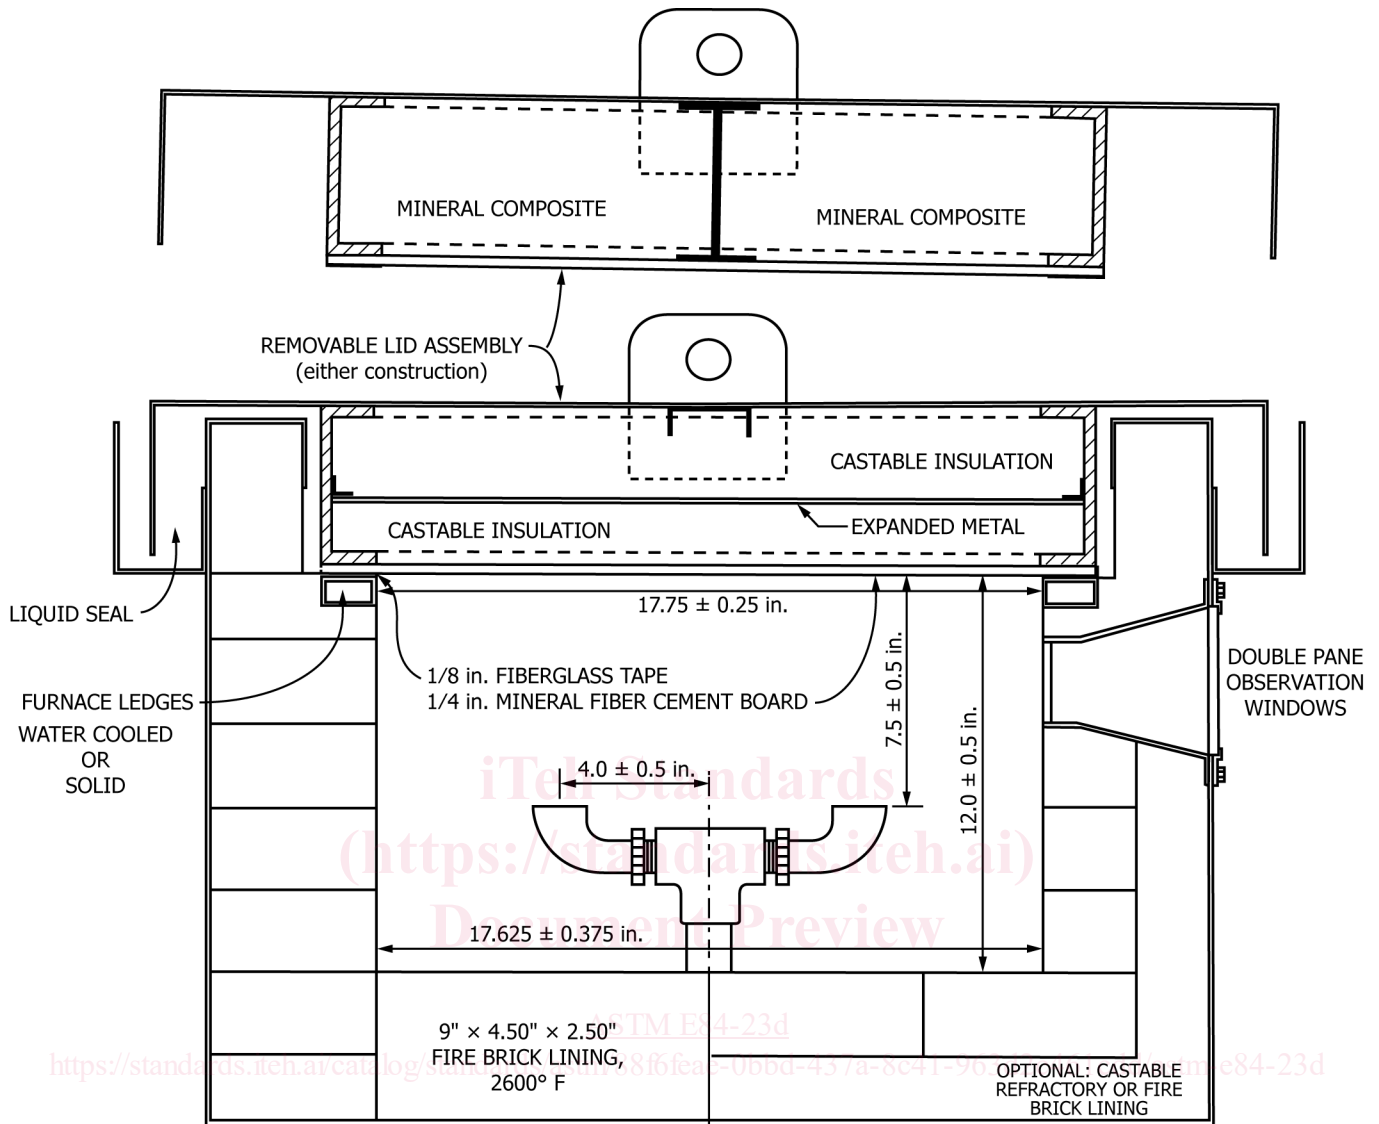 MINERAL COMPOSITE
MINERAL COMPOSITE
REMOVABLE LID ASSEMBLY
(either construction)
CASTABLE INSULATION
CASTABLE INSULATION
EXPANDED METAL
LIQUID SEAL
17.75 ± 0.25 in.
1/8 in. FIBERGLASS TAPE
1/4 in. MINERAL FIBER CEMENT BOARD
7.5 ± 0.5 in.
12.0 ± 0.5 in.
DOUBLE PANE
OBSERVATION
WINDOWS
FURNACE LEDGES
WATER COOLED
OR
SOLID
4.0 ± 0.5 in.
iTeh Standards
(https://standards.iteh.ai)
Document Preview
17.625 ± 0.375 in.
ASTM E84-23d
9" × 4.50" × 2.50"
FIRE BRICK LINING,
2600° F
OPTIONAL: CASTABLE
REFRACTORY OR FIRE
BRICK LINING